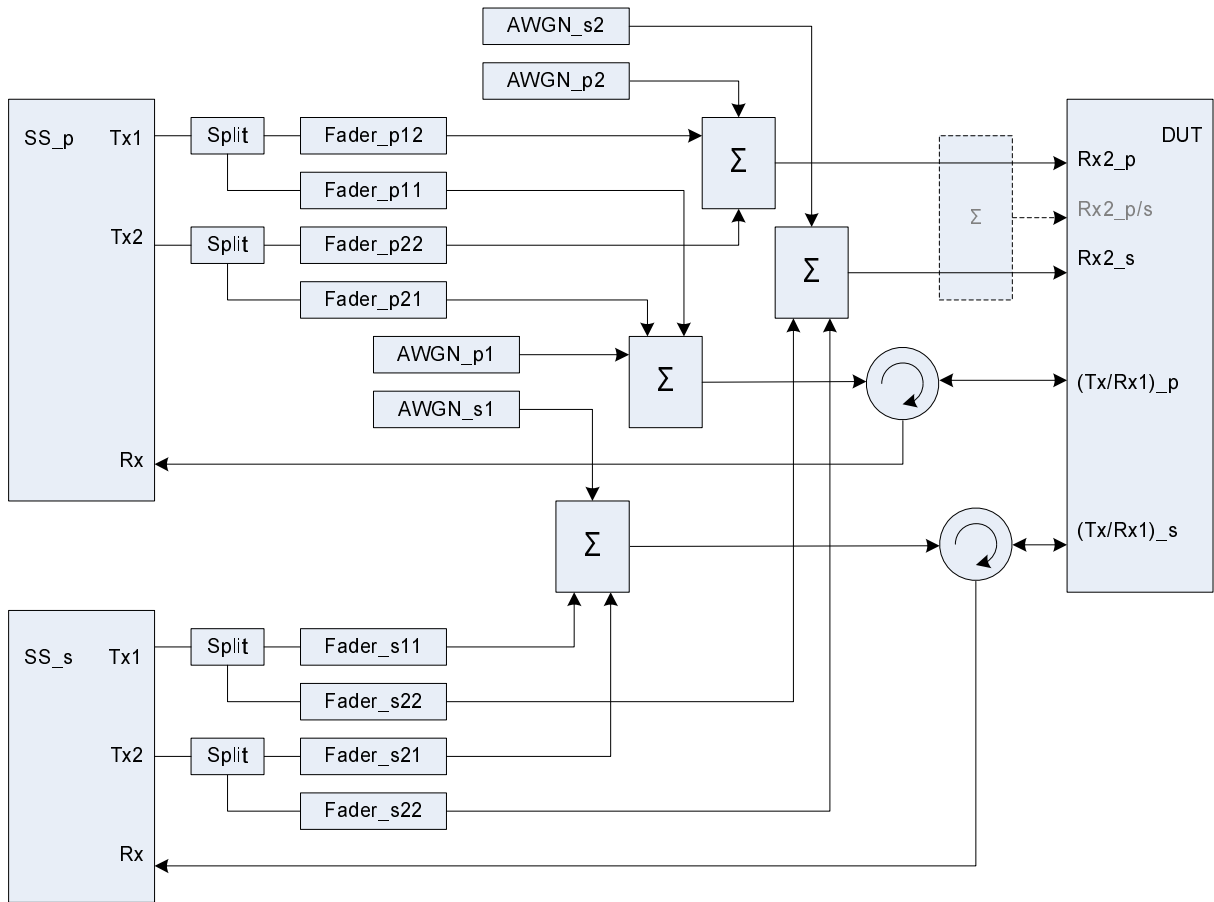 AWGN_s2
AWGN_p2
SS_p
Tx1
Split
Fader_p12
Σ
DUT
Rx2_p
Fader_p11
Σ
Rx2_p/s
Tx2
Split
Fader_p22
Σ
Rx2_s
Fader_p21
AWGN_p1
Σ
(Tx/Rx1)_p
AWGN_s1
Rx
Σ
(Tx/Rx1)_s
SS_s
Tx1
Split
Fader_s11
Fader_s22
Tx2
Split
Fader_s21
Fader_s22
Rx